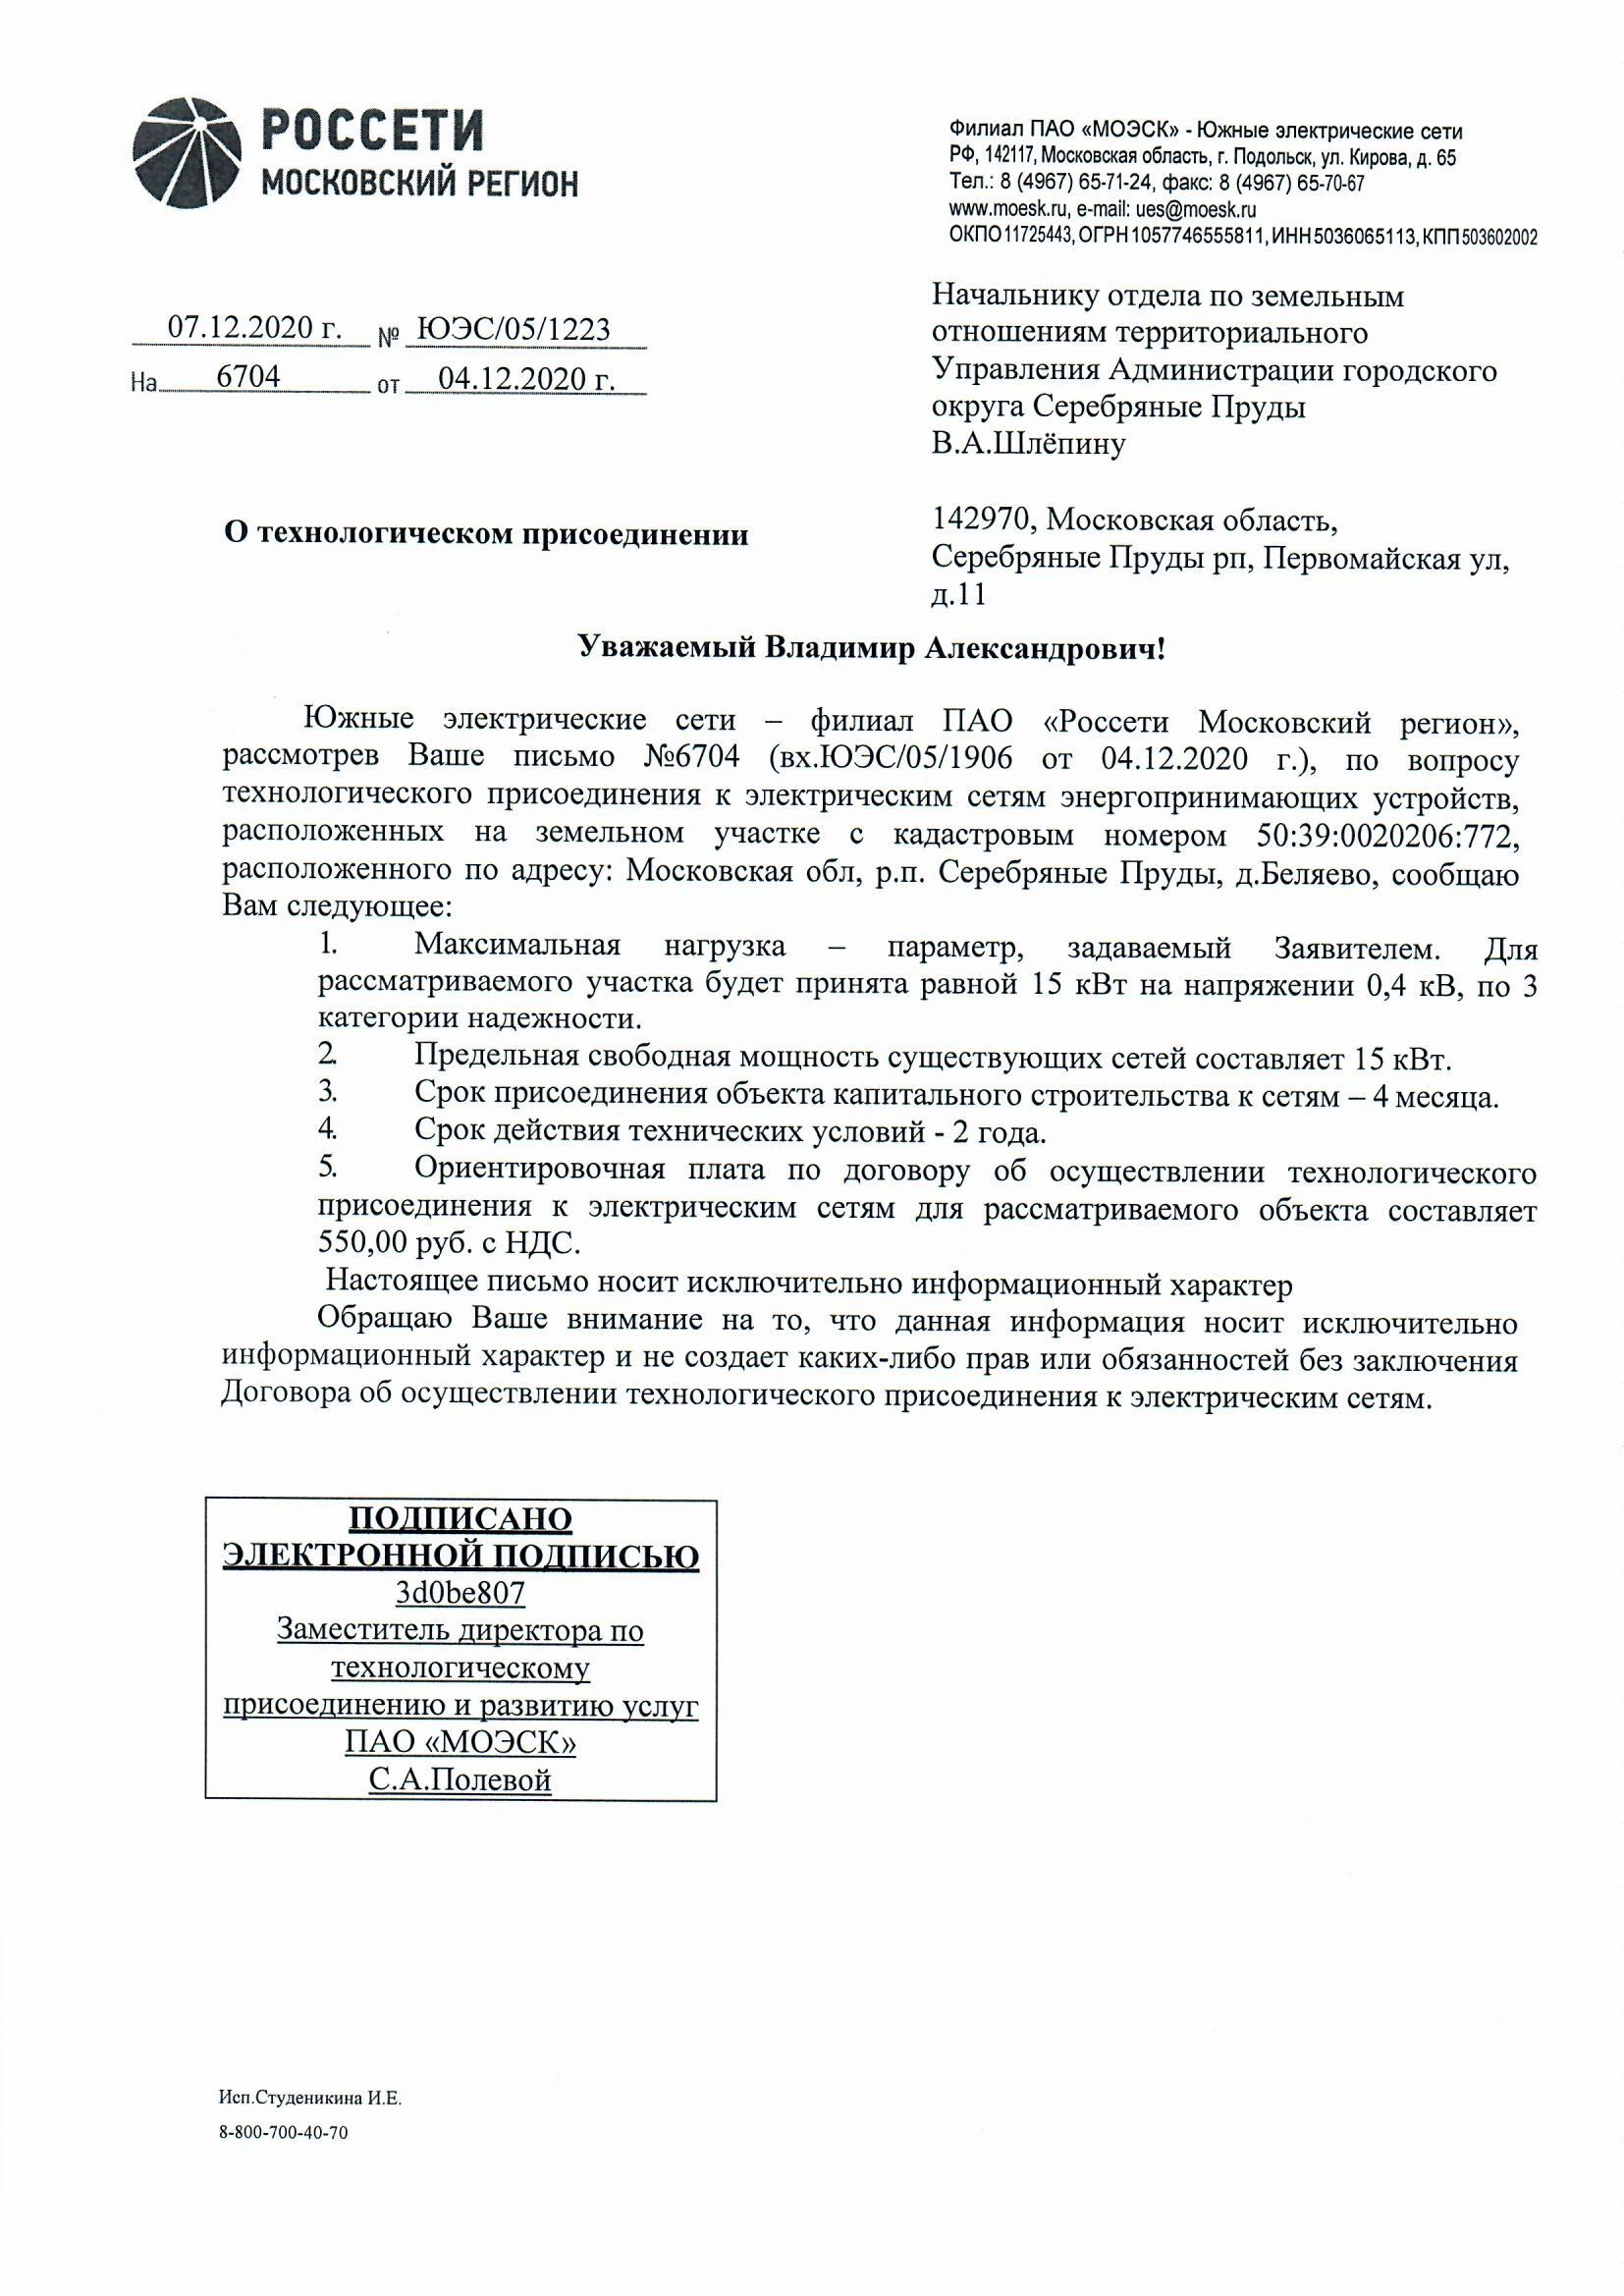 РОССЕТИ
МОСКОВСКИЙ РЕГИОН
Филиал ПАО «МОЭСК» - Южные электрические сети
РФ, 142117, Московская область, г. Подольск, ул. Кирова, д. 65
Тел.: 8 (4967) 65-71-24, факс: 8 (4967) 65-70-67
www.moesk.ru, e-mail: ues@moesk.ru
ОКПО 11725443, ОГРН 1057746555811, ИНН 5036065113, КПП 503602002
07.12.2020 г. № ЮЭС/05/1223
На 6704 от 04.12.2020 г.
Начальнику отдела по земельным
отношениям территориального
Управления Администрации городского
округа Серебряные Пруды
В.А.Шлёпину
142970, Московская область,
Серебряные Пруды рп, Первомайская ул,
д.11
О технологическом присоединении
Уважаемый Владимир Александрович!
Южные электрические сети – филиал ПАО «Россети Московский регион»,
рассмотрев Ваше письмо №6704 (вх.ЮЭС/05/1906 от 04.12.2020 г.), по вопросу
технологического присоединения к электрическим сетям энергопринимающих устройств,
расположенных на земельном участке с кадастровым номером 50:39:0020206:772,
расположенного по адресу: Московская обл, р.п. Серебряные Пруды, д.Беляево, сообщаю
Вам следующее:
1. Максимальная нагрузка – параметр, задаваемый Заявителем. Для
рассматриваемого участка будет принята равной 15 кВт на напряжении 0,4 кВ, по 3
категории надежности.
2. Предельная свободная мощность существующих сетей составляет 15 кВт.
3. Срок присоединения объекта капитального строительства к сетям – 4 месяца.
4. Срок действия технических условий - 2 года.
5. Ориентировочная плата по договору об осуществлении технологического
присоединения к электрическим сетям для рассматриваемого объекта составляет
550,00 руб. с НДС.
Настоящее письмо носит исключительно информационный характер
Обращаю Ваше внимание на то, что данная информация носит исключительно
информационный характер и не создает каких-либо прав или обязанностей без заключения
Договора об осуществлении технологического присоединения к электрическим сетям.
ПОДПИСАНО
ЭЛЕКТРОННОЙ ПОДПИСЬЮ
3d0be807
Заместитель директора по
технологическому
присоединению и развитию услуг
ПАО «МОЭСК»
С.А.Полевой
Исп.Студеникина И.Е.
8-800-700-40-70